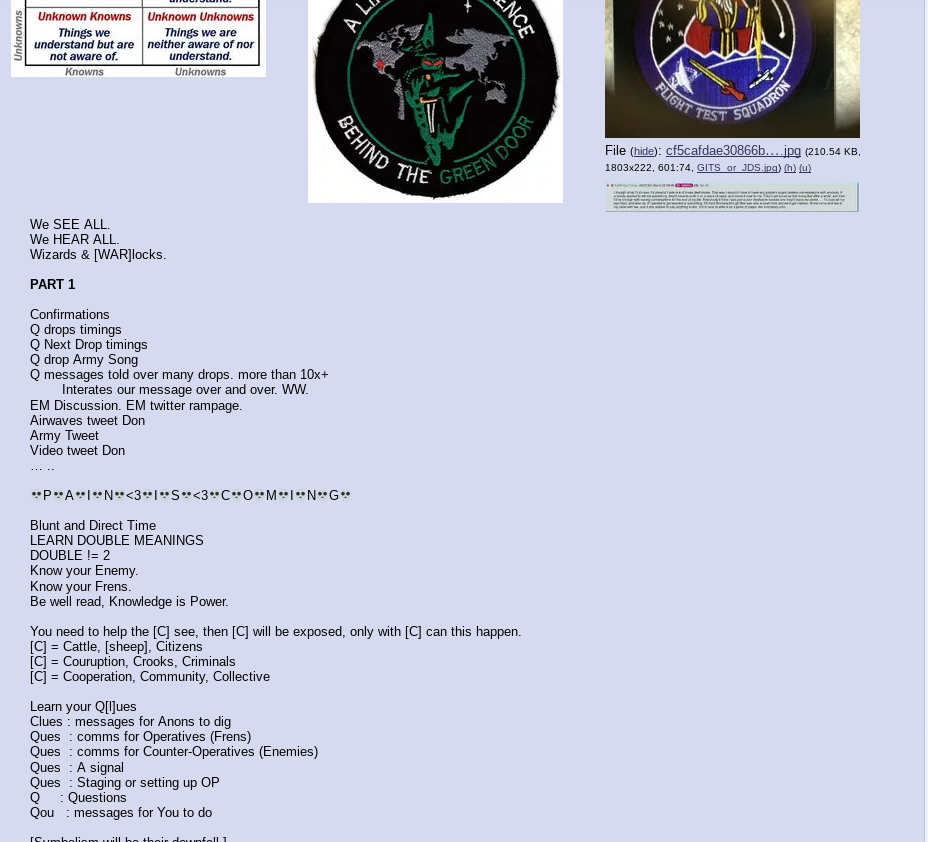 understand.
Unknowns
Unknown Knowns
Unknown Unknowns
Things we
understand but are
not aware of.
Things we are
neither aware of nor
understand.
Knowns
Unknowns
BEHIND THE GREEN DOOR
FLIGHT TEST SQUADRON
File (hide): cf5cafdae30866b….jpg (210.54 KB,
1803x222, 601:74, GITS_or_JDS.jpg) (h) (u)
We SEE ALL.
We HEAR ALL.
Wizards & [WAR]locks.
PART 1
Confirmations
Q drops timings
Q Next Drop timings
Q drop Army Song
Q messages told over many drops. more than 10x+
Interates our message over and over. WW.
EM Discussion. EM twitter rampage.
Airwaves tweet Don
Army Tweet
Video tweet Don
… ..
💀P💀A💀I💀N💀<3💀I💀S💀<3💀C💀O💀M💀I💀N💀G💀
Blunt and Direct Time
LEARN DOUBLE MEANINGS
DOUBLE != 2
Know your Enemy.
Know your Frens.
Be well read, Knowledge is Power.
You need to help the [C] see, then [C] will be exposed, only with [C] can this happen.
[C] = Cattle, [sheep], Citizens
[C] = Couruption, Crooks, Criminals
[C] = Cooperation, Community, Collective
Learn your Q[l]ues
Clues : messages for Anons to dig
Ques : comms for Operatives (Frens)
Ques : comms for Counter-Operatives (Enemies)
Ques : A signal
Ques : Staging or setting up OP
Q : Questions
Qou : messages for You to do
[Symbolism will be their downfall.]